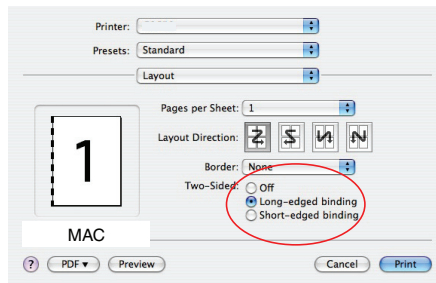 Printer:
Presets: Standard
Layout
Pages per Sheet: 1
Layout Direction:
Border: None
Two-Sided: Off
Long-edged binding
Short-edged binding
1
MAC
? PDF▼ Preview Cancel Print